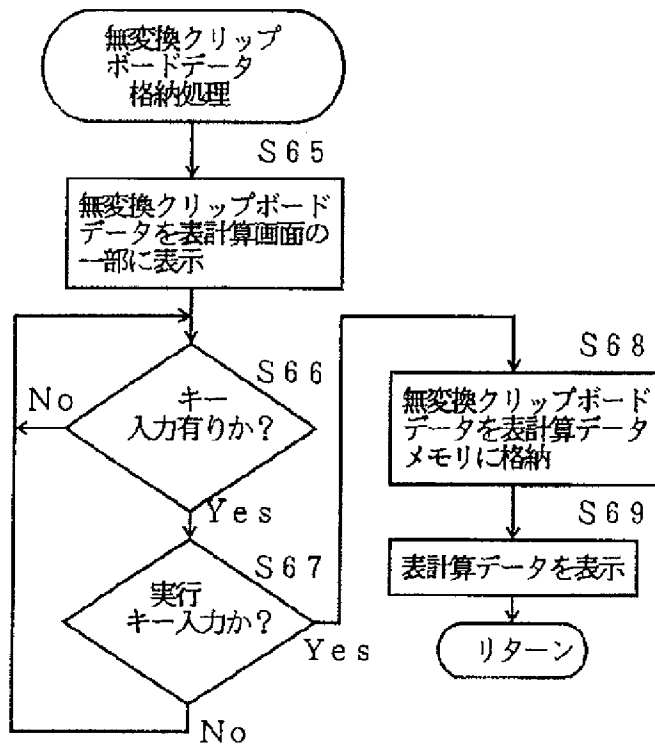 無変換クリップ
ボードデータ
格納処理
S65
無変換クリップボード
データを表計算画面の
一部に表示
S66
キー
入力有りか？
No
Yes
S67
実行
キー入力か？
Yes
No
S68
無変換クリップボード
データを表計算データ
メモリに格納
S69
表計算データを表示
リターン